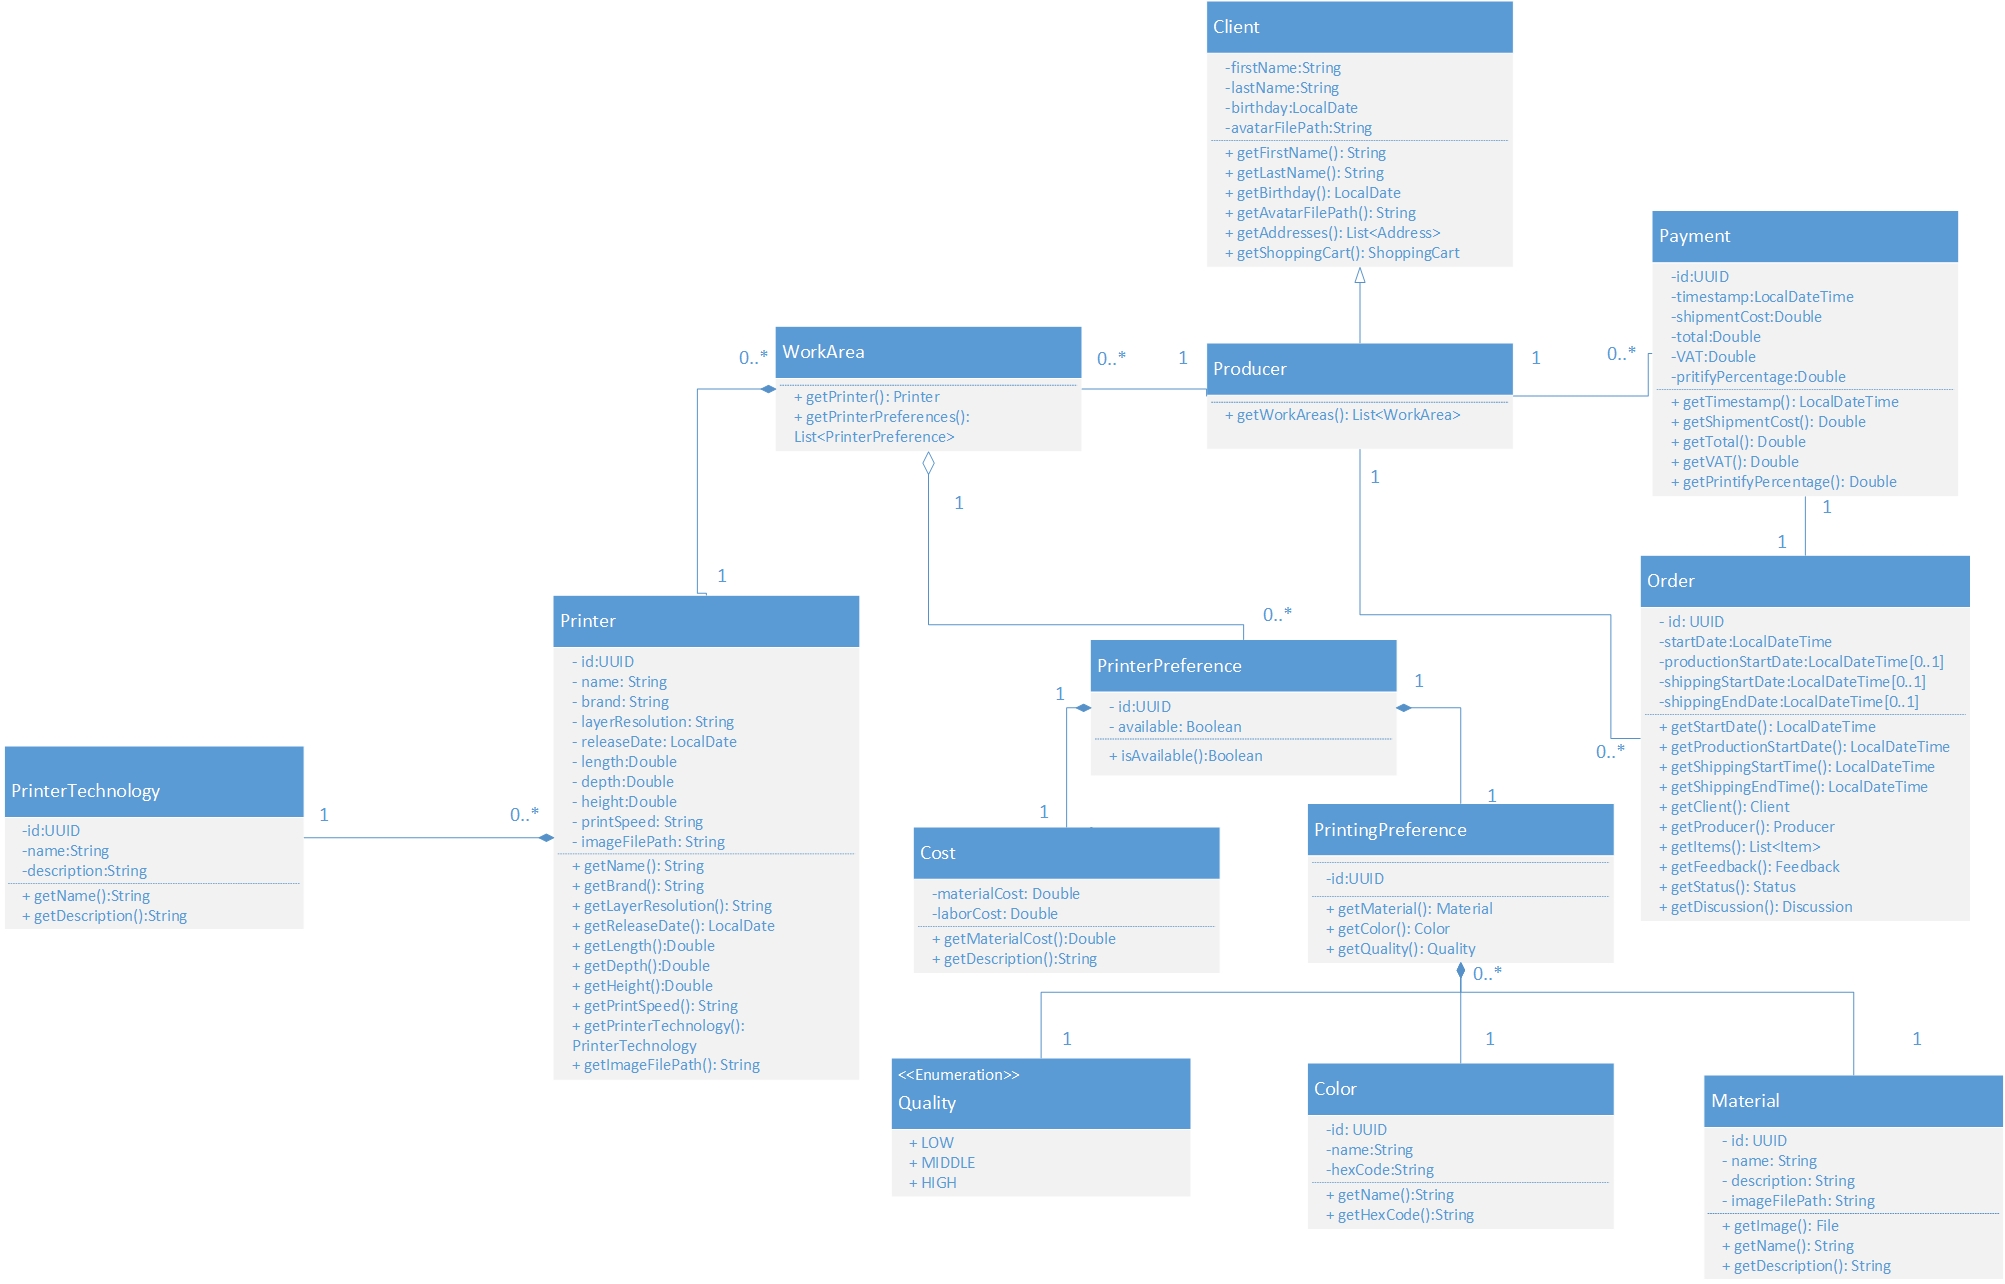 Client
-firstName:String
-lastName:String
-birthday:LocalDate
-avatarFilePath:String
+ getFirstName(): String
+ getLastName(): String
+ getBirthday(): LocalDate
+ getAvatarFilePath(): String
+ getAddresses(): List<Address>
+ getShoppingCart(): ShoppingCart
Payment
-id:UUID
-timestamp:LocalDateTime
-shipmentCost:Double
-total:Double
-VAT:Double
-pritifyPercentage:Double
+ getTimestamp(): LocalDateTime
+ getShipmentCost(): Double
+ getTotal(): Double
+ getVAT(): Double
+ getPrintifyPercentage(): Double
0..*
WorkArea
+ getPrinter(): Printer
+ getPrinterPreferences():
List<PrinterPreference>
0..*
1
Producer
+ getWorkAreas(): List<WorkArea>
1
0..*
1
1
1
1
1
0..*
Order
- id: UUID
-startDate:LocalDateTime
-productionStartDate:LocalDateTime[0..1]
-shippingStartDate:LocalDateTime[0..1]
-shippingEndDate:LocalDateTime[0..1]
+ getStartDate(): LocalDateTime
+ getProductionStartDate(): LocalDateTime
+ getShippingStartTime(): LocalDateTime
+ getShippingEndTime(): LocalDateTime
+ getClient(): Client
+ getProducer(): Producer
+ getItems(): List<Item>
+ getFeedback(): Feedback
+ getStatus(): Status
+ getDiscussion(): Discussion
0..*
Printer
- id:UUID
- name: String
- brand: String
- layerResolution: String
- releaseDate: LocalDate
- length:Double
- depth:Double
- height:Double
- printSpeed: String
- imageFilePath: String
+ getName(): String
+ getBrand(): String
+ getLayerResolution(): String
+ getReleaseDate(): LocalDate
+ getLength():Double
+ getDepth():Double
+ getHeight():Double
+ getPrintSpeed(): String
+ getPrinterTechnology():
PrinterTechnology
+ getImageFilePath(): String
PrinterPreference
- id:UUID
- available: Boolean
+ isAvailable():Boolean
1
1
1
1
PrinterTechnology
-id:UUID
-name:String
-description:String
+ getName():String
+ getDescription():String
1
0..*
Cost
-materialCost: Double
-laborCost: Double
+ getMaterialCost():Double
+ getDescription():String
PrintingPreference
-id:UUID
+ getMaterial(): Material
+ getColor(): Color
+ getQuality(): Quality
0..*
1
1
1
<<Enumeration>>
Quality
+ LOW
+ MIDDLE
+ HIGH
Color
-id: UUID
-name:String
-hexCode:String
+ getName():String
+ getHexCode():String
Material
- id: UUID
- name: String
- description: String
- imageFilePath: String
+ getImage(): File
+ getName(): String
+ getDescription(): String